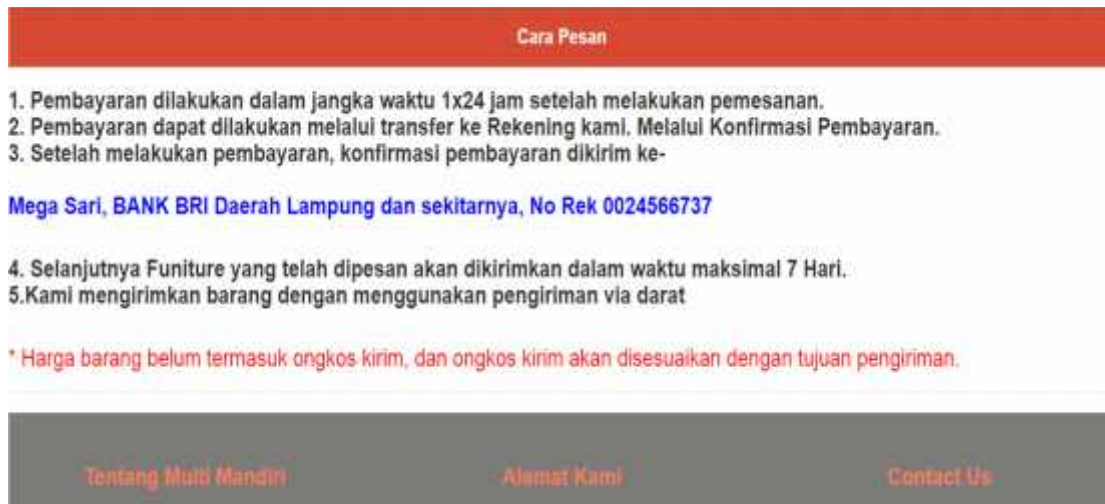 Cara Pesan
1. Pembayaran dilakukan dalam jangka waktu 1x24 jam setelah melakukan pemesanan.
2. Pembayaran dapat dilakukan melalui transfer ke Rekening kami. Melalui Konfirmasi Pembayaran.
3. Setelah melakukan pembayaran, konfirmasi pembayaran dikirim ke-
Mega Sari, BANK BRI Daerah Lampung dan sekitarnya, No Rek 0024566737
4. Selanjutnya Funiture yang telah dipesan akan dikirimkan dalam waktu maksimal 7 Hari.
5.Kami mengirimkan barang dengan menggunakan pengiriman via darat
* Harga barang belum termasuk ongkos kirim, dan ongkos kirim akan disesuaikan dengan tujuan pengiriman.
Tentang Multi Mandiri Alamat Kami Contact Us